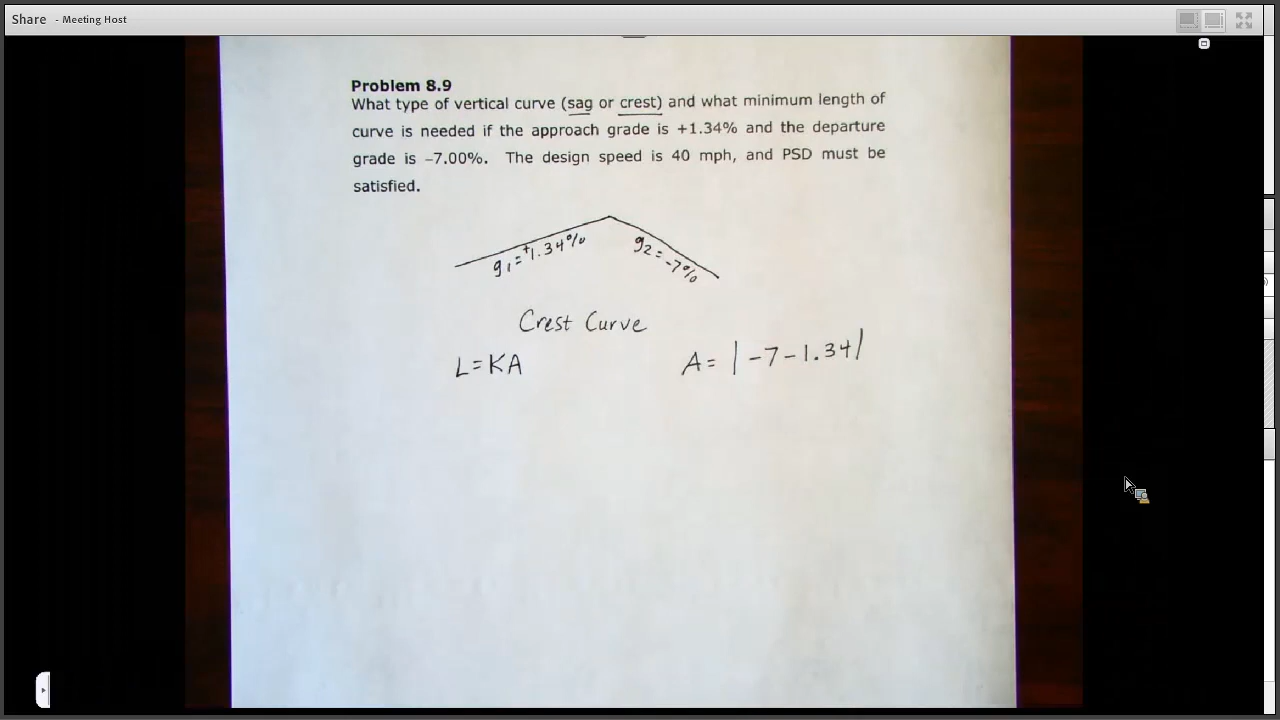 Share - Meeting Host
Problem 8.9
What type of vertical curve (sag or crest) and what minimum length of
curve is needed if the approach grade is +1.34% and the departure
grade is −7.00%. The design speed is 40 mph, and PSD must be
satisfied.
g₁=+1.34% g₂=-7%
Crest Curve
L=KA A= |-7-1.34|